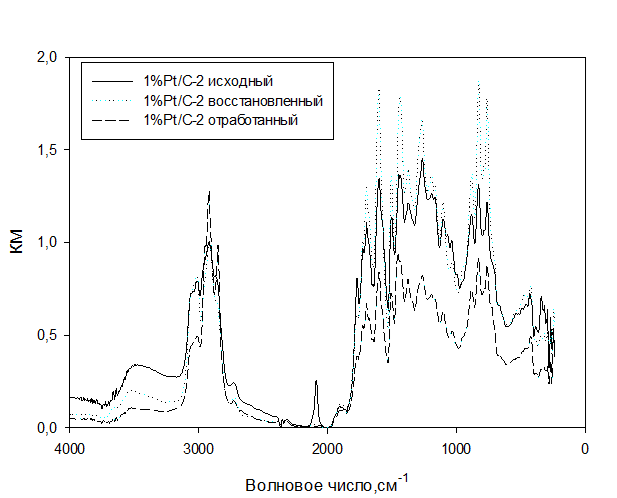 2,0
1%Pt/C-2 исходный
1%Pt/C-2 восстановленный
1%Pt/C-2 отработанный
1,5
КМ
1,0
0,5
0,0
4000 3000 2000 1000 0
Волновое число,см-1